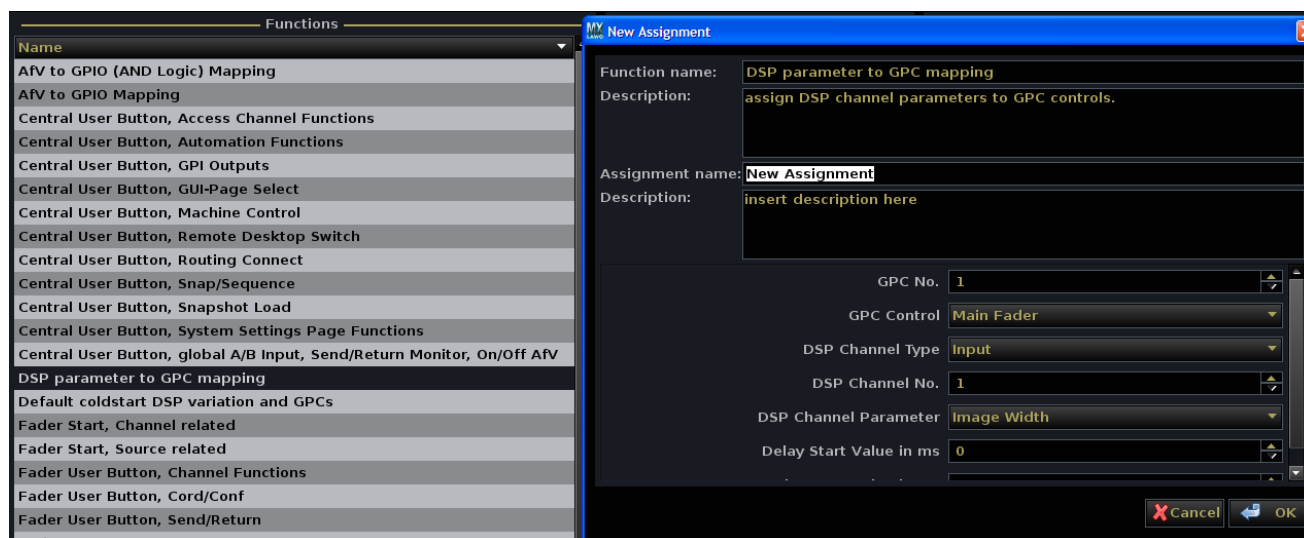 Functions
Name
AfV to GPIO (AND Logic) Mapping
AfV to GPIO Mapping
Central User Button, Access Channel Functions
Central User Button, Automation Functions
Central User Button, GPI Outputs
Central User Button, GUI-Page Select
Central User Button, Machine Control
Central User Button, Remote Desktop Switch
Central User Button, Routing Connect
Central User Button, Snap/Sequence
Central User Button, Snapshot Load
Central User Button, System Settings Page Functions
Central User Button, global A/B Input, Send/Return Monitor, On/Off AfV
DSP parameter to GPC mapping
Default coldstart DSP variation and GPCs
Fader Start, Channel related
Fader Start, Source related
Fader User Button, Channel Functions
Fader User Button, Cord/Conf
Fader User Button, Send/Return
MX LAWO New Assignment
Function name: DSP parameter to GPC mapping
Description: assign DSP channel parameters to GPC controls.
Assignment name: New Assignment
Description: insert description here
GPC No. 1
GPC Control Main Fader
DSP Channel Type Input
DSP Channel No. 1
DSP Channel Parameter Image Width
Delay Start Value in ms 0
Cancel OK